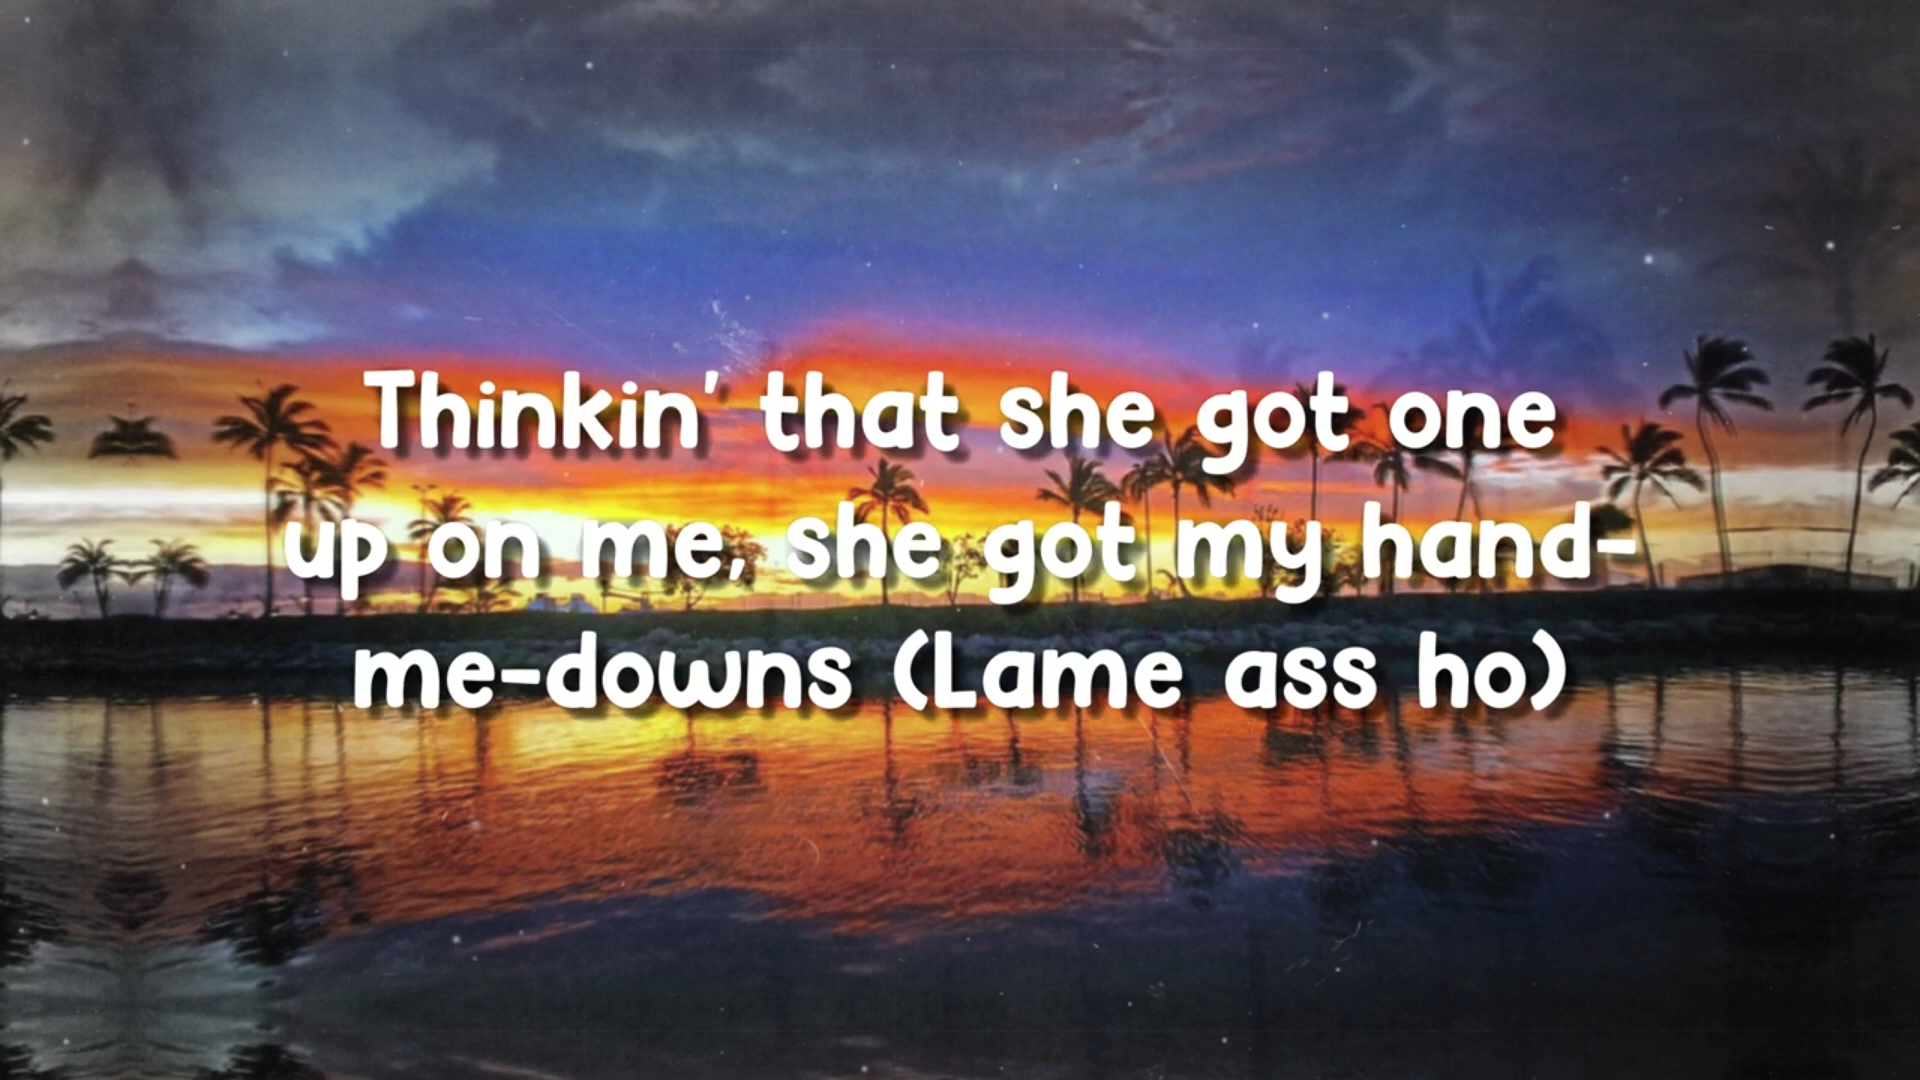 Thinkin' that she got one
up on me, she got my hand-
me-downs (Lame ass ho)